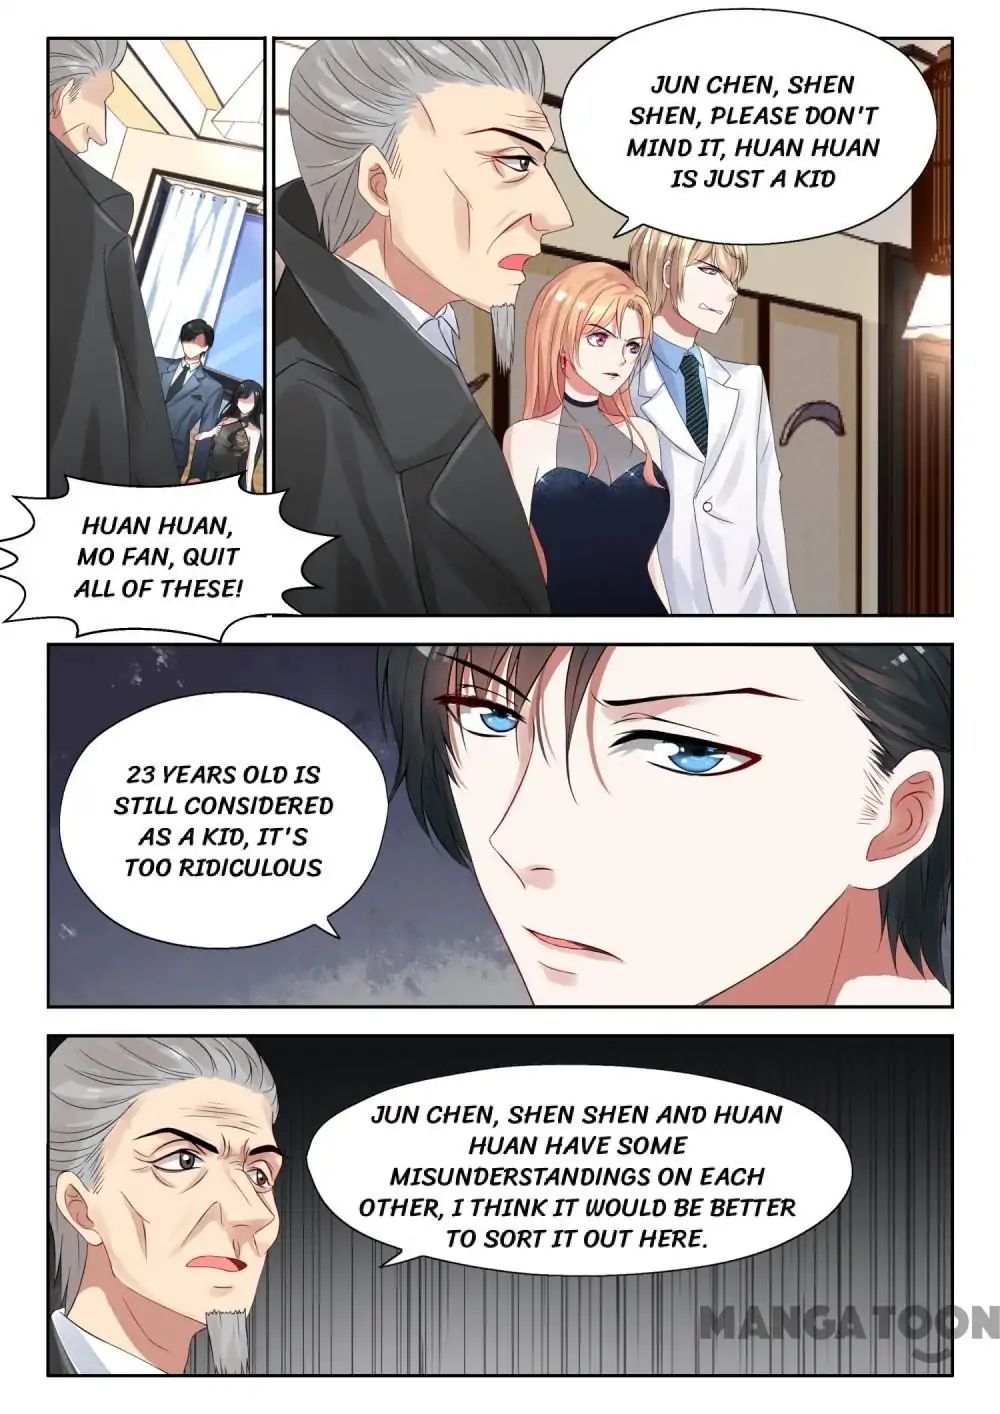 JUN CHEN, SHEN
SHEN, PLEASE DON'T
MIND IT, HUAN HUAN
IS JUST A KID
HUAN HUAN,
MO FAN, QUIT
ALL OF THESE!
23 YEARS OLD IS
STILL CONSIDERED
AS A KID, IT'S
TOO RIDICULOUS
JUN CHEN, SHEN SHEN AND HUAN
HUAN HAVE SOME
MISUNDERSTANDINGS ON EACH
OTHER, I THINK IT WOULD BE BETTER
TO SORT IT OUT HERE.
MANGATOON